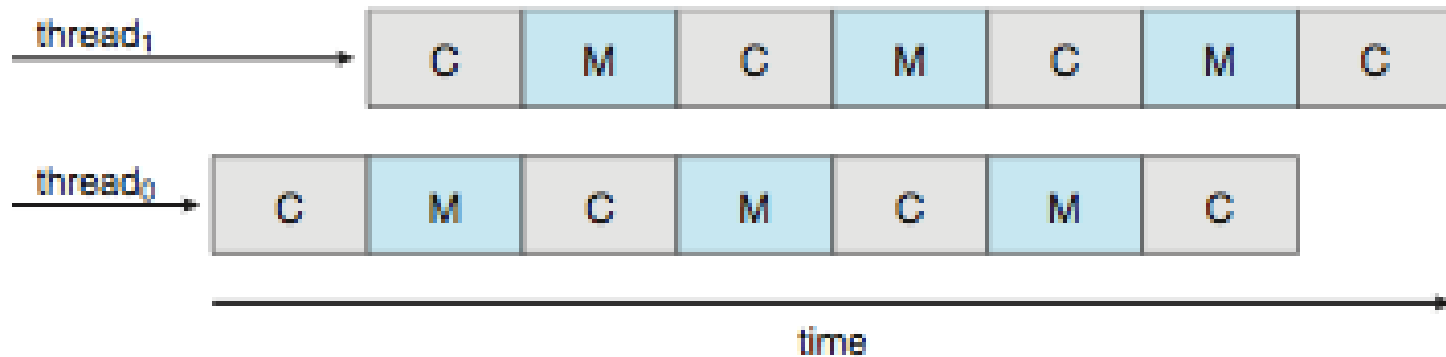 thread₁ C M C M C M C
thread₀ C M C M C M C
time